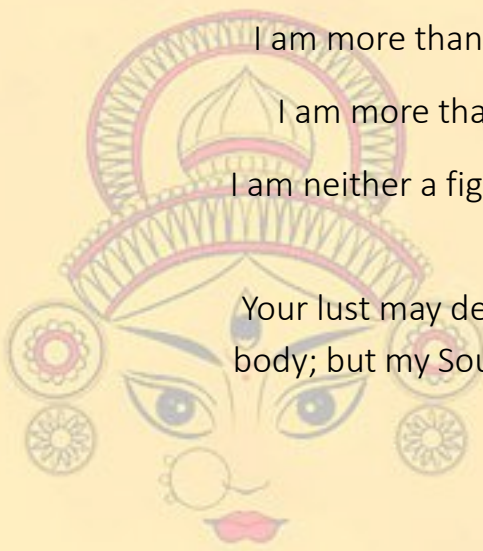 I am more than
I am more tha
I am neither a fig
Your lust may de
body; but my Sou